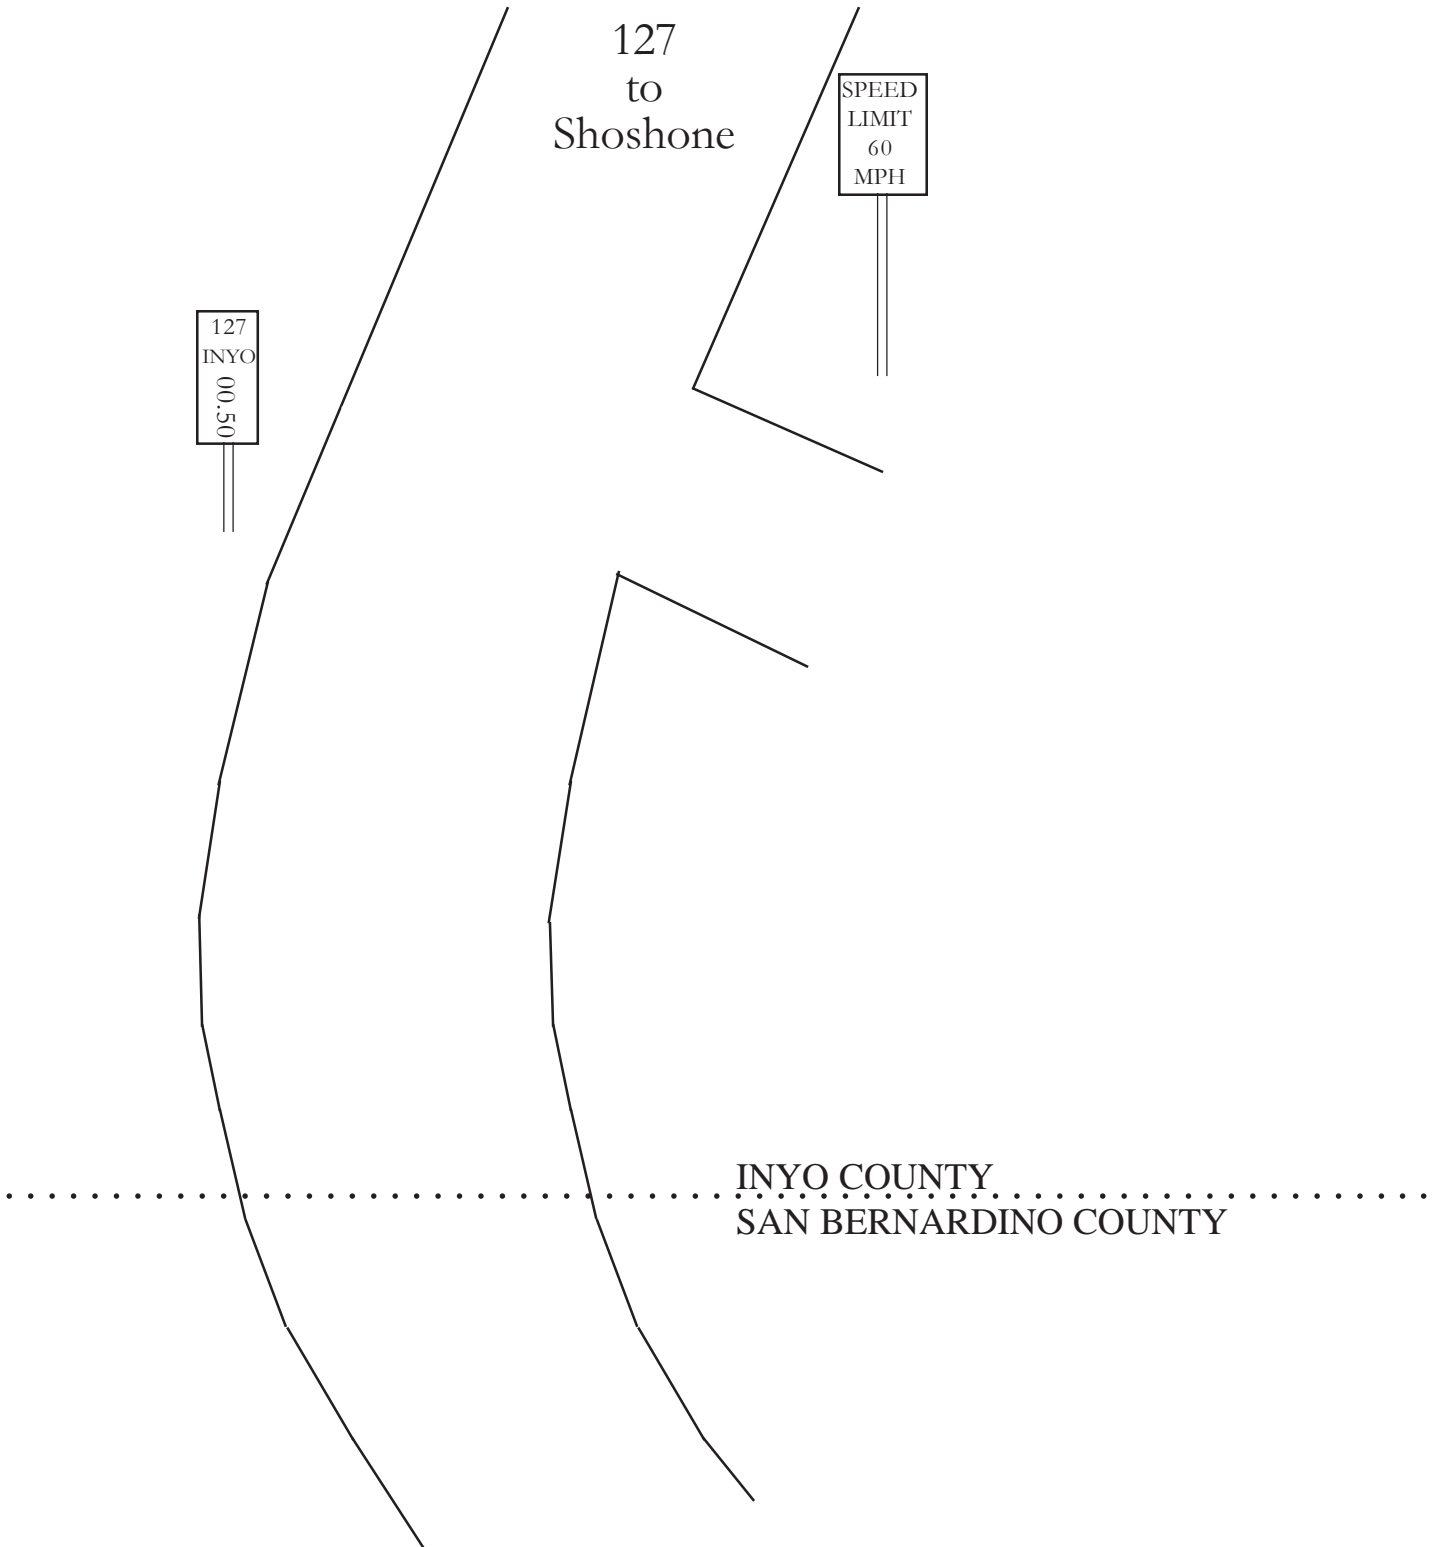 127
to
Shoshone
SPEED
LIMIT
60
MPH
127
INYO
00.50
INYO COUNTY
SAN BERNARDINO COUNTY